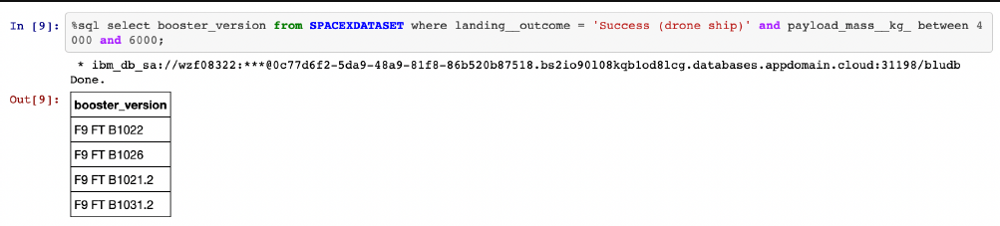 In [9]: %sql select booster_version from SPACEXDATASET where landing__outcome = 'Success (drone ship)' and payload_mass__kg_ between 4
000 and 6000;
* ibm_db_sa://wzf08322:***@0c77d6f2-5da9-48a9-81f8-86b520b87518.bs2io90l08kqb1od8lcg.databases.appdomain.cloud:31198/bludb
Done.
Out[9]: booster_version
F9 FT B1022
F9 FT B1026
F9 FT B1021.2
F9 FT B1031.2